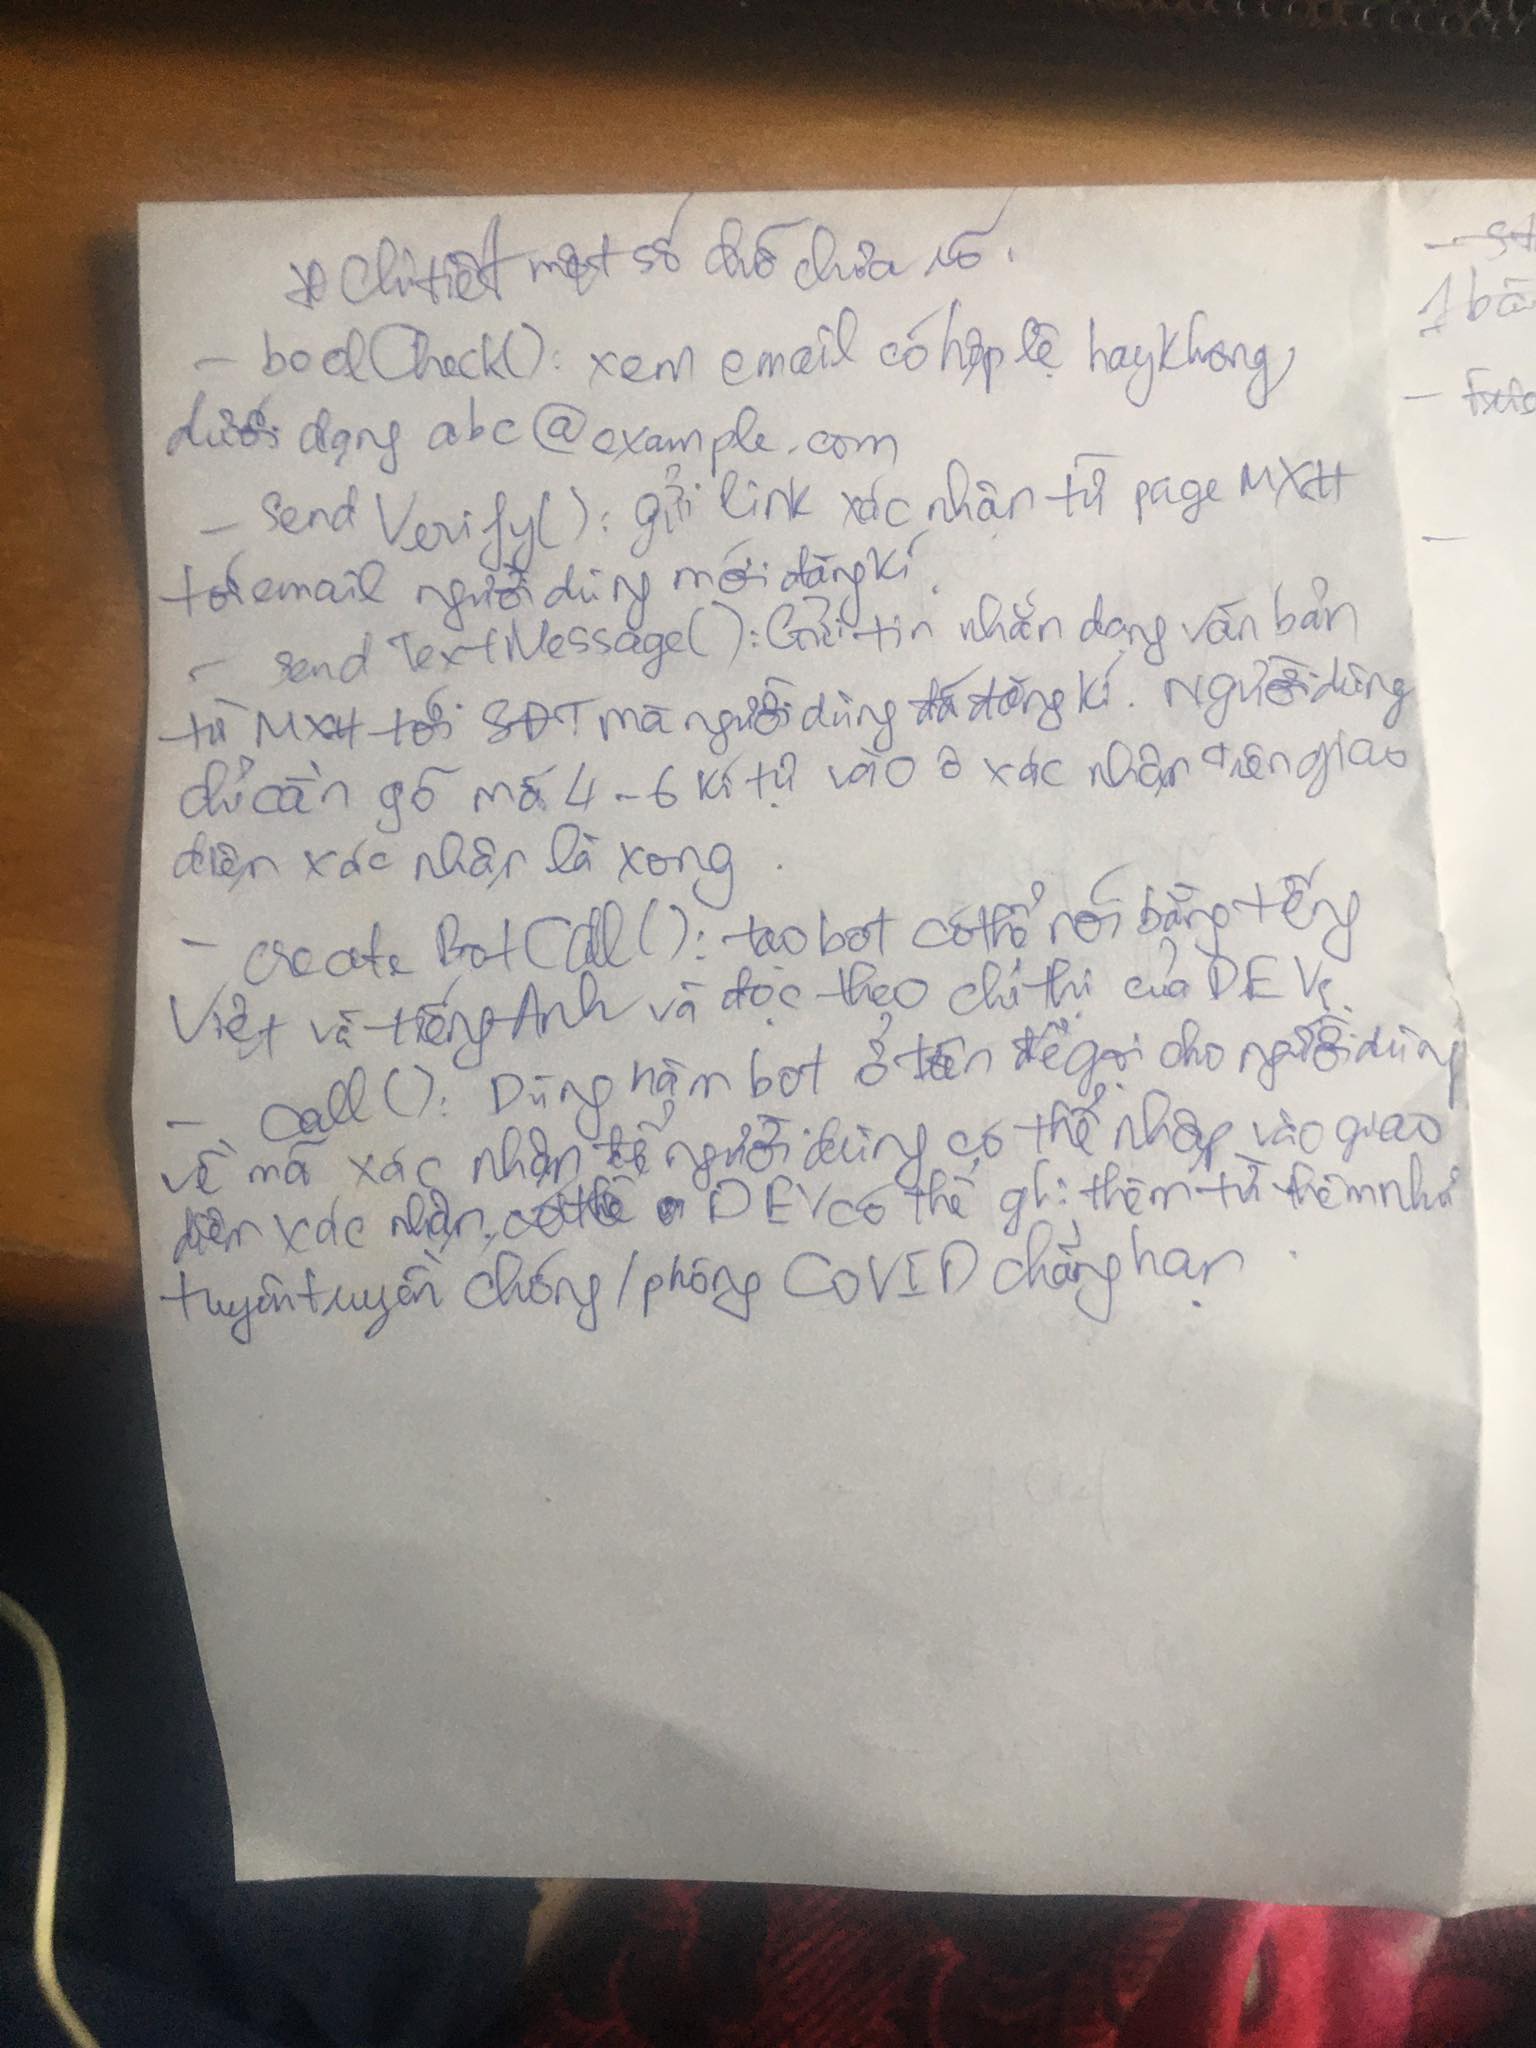 * Chi tiết một số chỗ chưa rõ.
- boolCheck(): xem email có hợp lệ hay không,
dưới dạng abc@example.com
- sendVerify(): gửi link xác nhận từ page MXH
tới email người dùng mới đăng kí.
- sendTextMessage(): Gửi tin nhắn dạng văn bản
từ MXH tới SĐT mà người dùng đã đăng kí. Người dùng
chỉ cần gõ mã 4-6 kí tự vào ô xác nhận trên giao
diện xác nhận là xong.
- createBotCall(): tạo bot có thể nói bằng tiếng
Việt và tiếng Anh và đọc theo chỉ thị của DEV.
- call(): Dùng hàm bot ở trên để gọi cho người dùng
về mã xác nhận để người dùng có thể nhập vào giao
diện xác nhận. DEV có thể ghi thêm từ thêm như
tuyên truyền chống/phòng COVID chẳng hạn.
1 bả
-
-